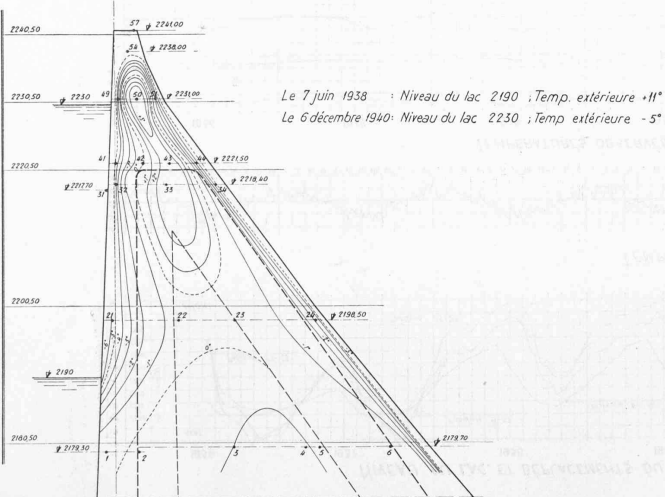 57 2241,00
2240,50
54 2238,00
2230,50 2230 49 50 51 2231,00
Le 7 juin 1938 : Niveau du lac 2190 ; Temp. extérieure +11°
Le 6 décembre 1940 : Niveau du lac 2230 ; Temp extérieure - 5°
2220,50 41 42 43 44 2221,50
2217,70 31 32 33 34 2218,40
2200,50
21 22 23 24 2198,50
2190
0°
2180,50 2179,30 1 2 3 4 5 6 2179,70